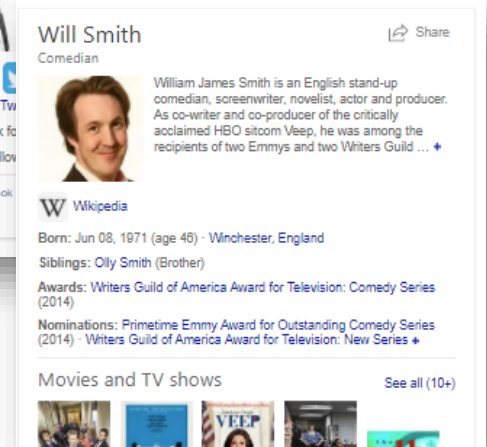 Will Smith
Share
Comedian
William James Smith is an English stand-up
comedian, screenwriter, novelist, actor and producer.
As co-writer and co-producer of the critically
acclaimed HBO sitcom Veep, he was among the
recipients of two Emmys and two Writers Guild ... +
W Wikipedia
Born: Jun 08, 1971 (age 46) · Winchester, England
Siblings: Olly Smith (Brother)
Awards: Writers Guild of America Award for Television: Comedy Series
(2014)
Nominations: Primetime Emmy Award for Outstanding Comedy Series
(2014) · Writers Guild of America Award for Television: New Series +
Movies and TV shows
See all (10+)
VEEP
Tw
ook